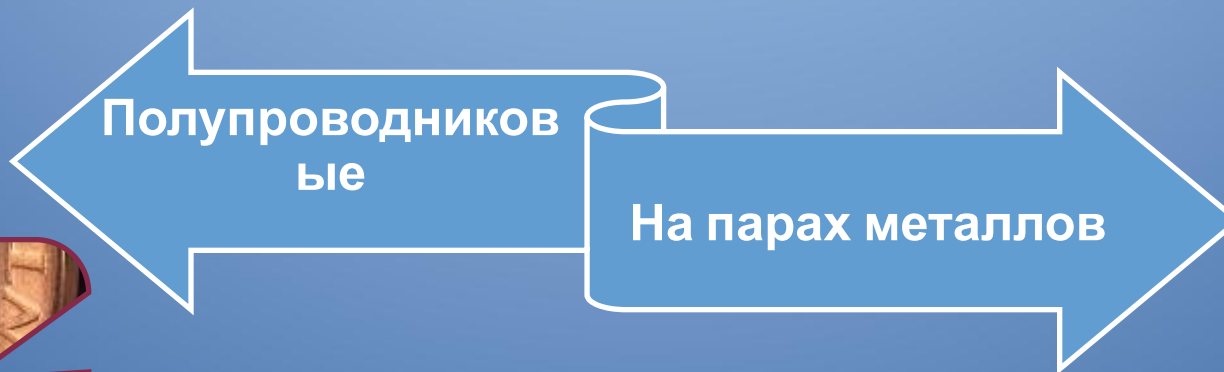 Полупроводников
ые
На парах металлов